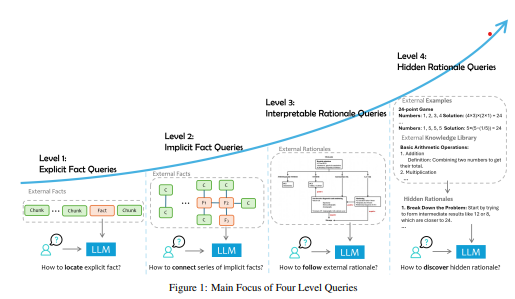 Level 4:
Hidden Rationale Queries
External Examples
24-point Game
Numbers: 1, 2, 3, 4 Solution: (4×3)×(2×1) = 24
...
Numbers: 1, 5, 5, 5 Solution: 5×(5−(1/5)) = 24
External Knowledge Library
Basic Arithmetic Operations:
1. Addition
Definition: Combining two numbers to get their total.
2. Multiplication
...
Hidden Rationales
1. Break Down the Problem: Start by trying
to form intermediate results like 12 or 8,
which are closer to 24.
...
Level 3:
Interpretable Rationale Queries
External Rationales
Level 2:
Implicit Fact Queries
External Facts
C
C
C
C
C
...
F1
F2
C
C
F3
Level 1:
Explicit Fact Queries
External Facts
Chunk
...
Chunk
Fact
Chunk
?
LLM
How to locate explicit fact?
?
LLM
How to connect series of implicit facts?
?
LLM
How to follow external rationale?
?
LLM
How to discover hidden rationale?
Figure 1: Main Focus of Four Level Queries